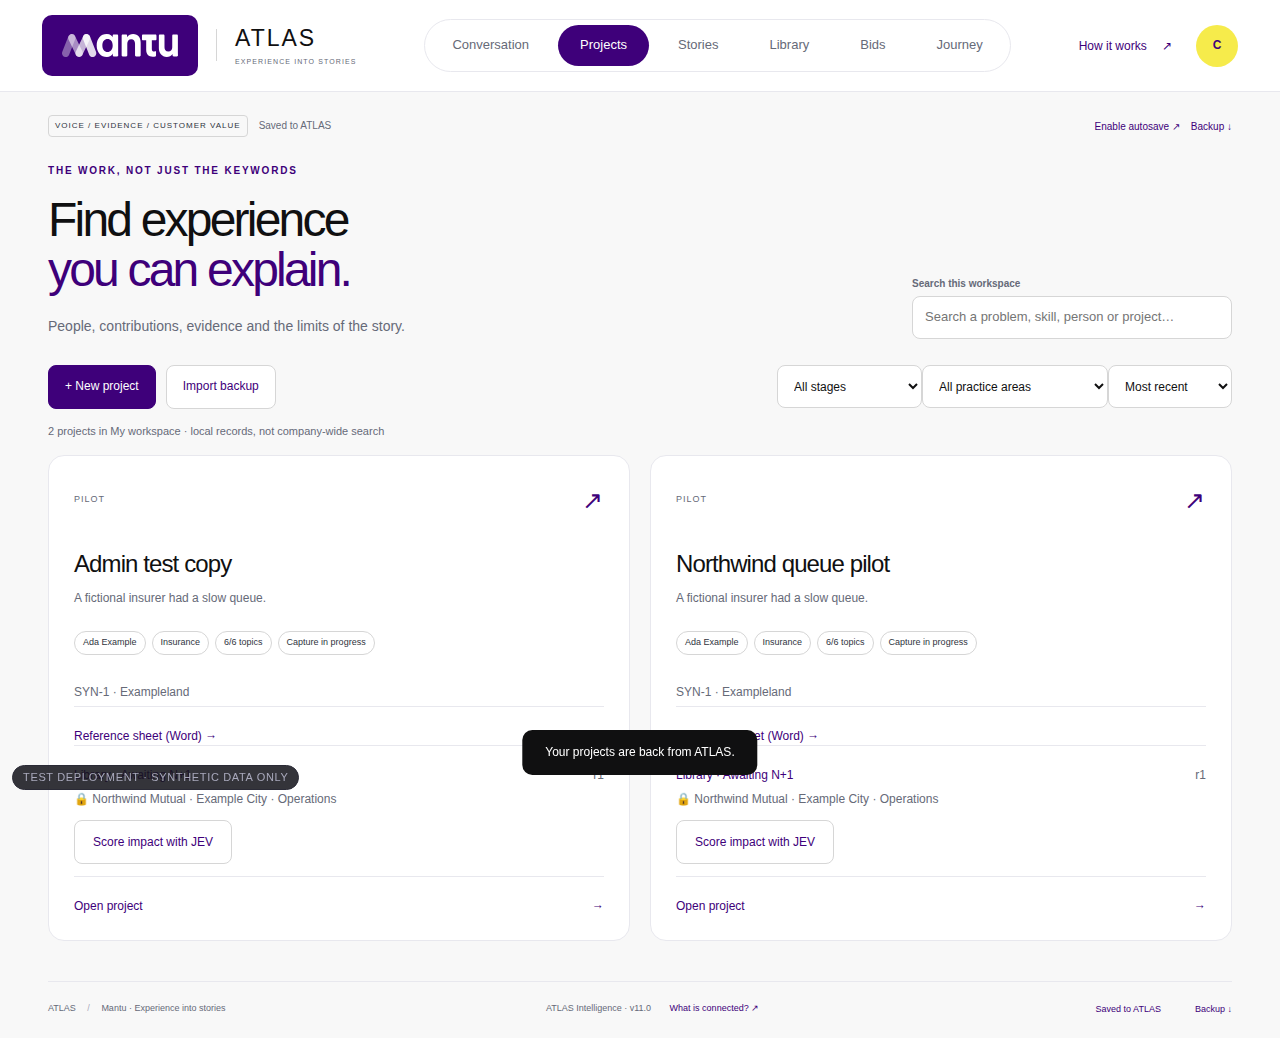 mantu
ATLAS
EXPERIENCE INTO STORIES
Conversation
Projects
Stories
Library
Bids
Journey
How it works ↗
C
VOICE / EVIDENCE / CUSTOMER VALUE
Saved to ATLAS
Enable autosave ↗
Backup ↓
THE WORK, NOT JUST THE KEYWORDS
Find experience
you can explain.
People, contributions, evidence and the limits of the story.
Search this workspace
Search a problem, skill, person or project…
+ New project
Import backup
All stages
All practice areas
Most recent
2 projects in My workspace · local records, not company-wide search
PILOT
↗
Admin test copy
A fictional insurer had a slow queue.
Ada Example
Insurance
6/6 topics
Capture in progress
SYN-1 · Exampleland
Reference sheet (Word) →
r1
🔒 Northwind Mutual · Example City · Operations
Score impact with JEV
Open project →
PILOT
↗
Northwind queue pilot
A fictional insurer had a slow queue.
Ada Example
Insurance
6/6 topics
Capture in progress
SYN-1 · Exampleland
(Word) →
Library · Awaiting N+1
r1
🔒 Northwind Mutual · Example City · Operations
Score impact with JEV
Open project →
Your projects are back from ATLAS.
TEST DEPLOYMENT · SYNTHETIC DATA ONLY
ATLAS / Mantu · Experience into stories
ATLAS Intelligence · v11.0
What is connected? ↗
Saved to ATLAS
Backup ↓